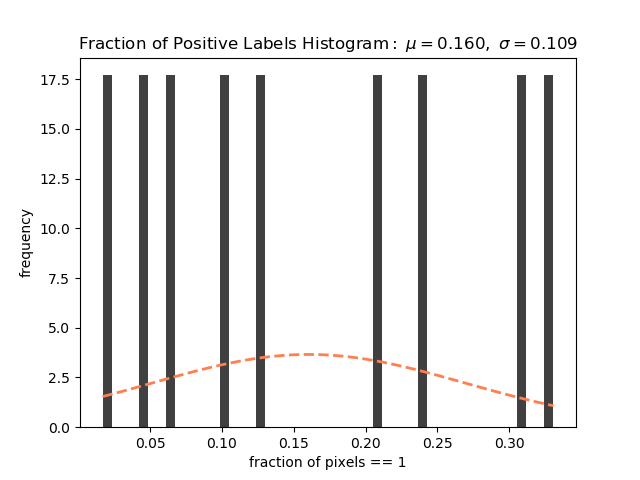 Fraction of Positive Labels Histogram : μ = 0.160, σ = 0.109
frequency
17.5
15.0
12.5
10.0
7.5
5.0
2.5
0.0
0.05 0.10 0.15 0.20 0.25 0.30
fraction of pixels == 1